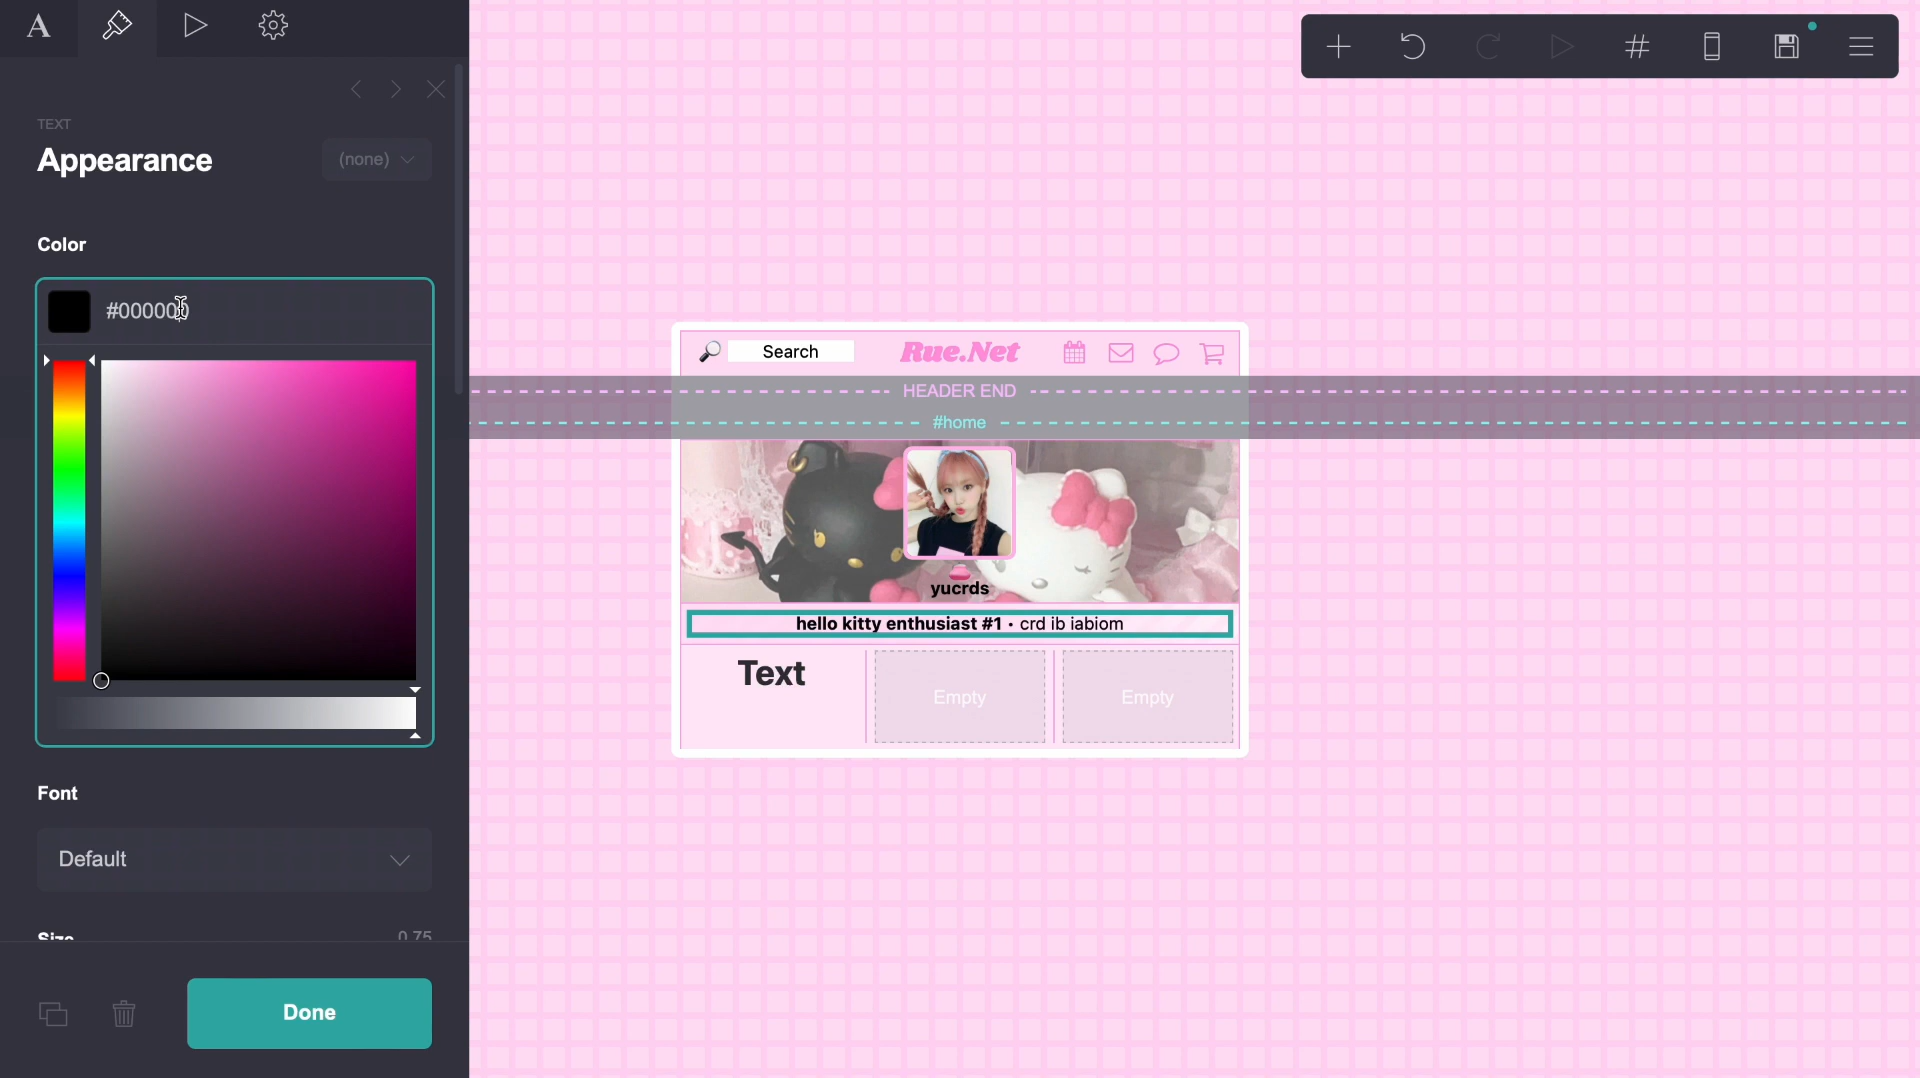 TEXT
Appearance
(none)
Color
#000000
Font
Default
Size
0.75
Done
Search
Rue.Net
HEADER END
#home
yucrds
hello kitty enthusiast #1 · crd ib iabiom
Text
Empty
Empty